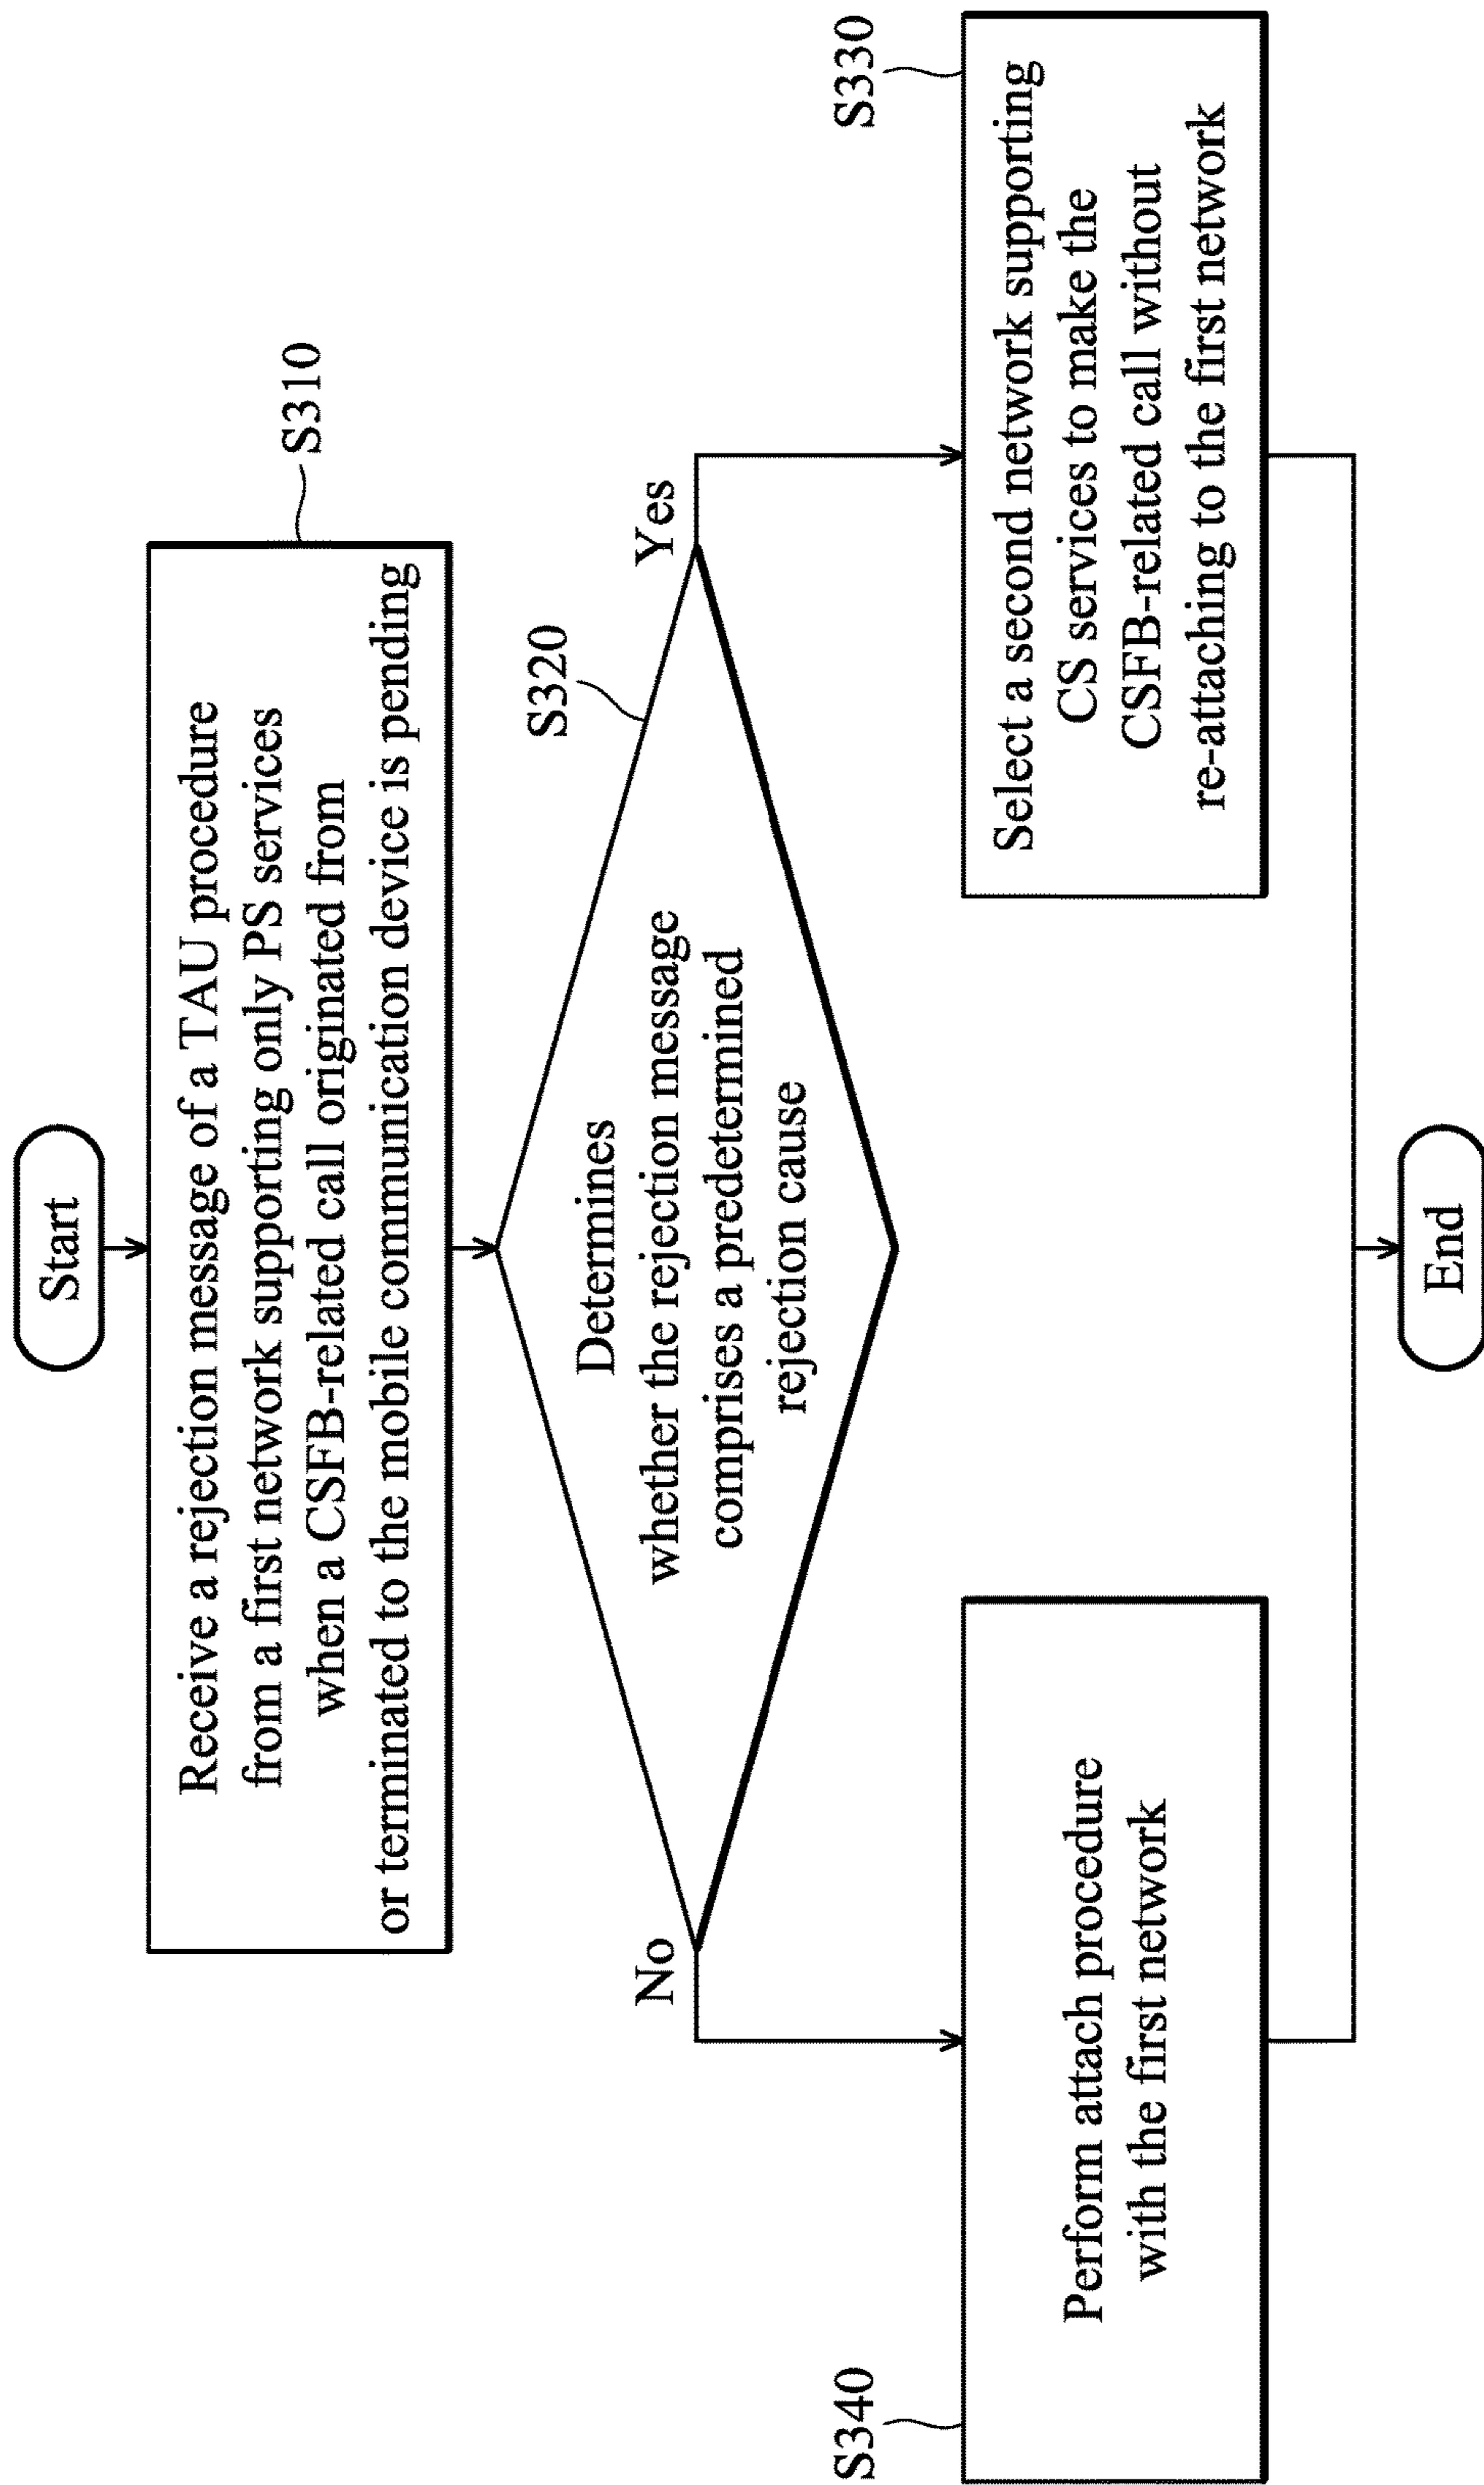 Start
Receive a rejection message of a TAU procedure
from a first network supporting only PS services
when a CSFB-related call originated from
or terminated to the mobile communication device is pending
S310
Determines
whether the rejection message
comprises a predetermined
rejection cause
S320
No
Yes
S340
Perform attach procedure
with the first network
S330
Select a second network supporting
CS services to make the
CSFB-related call without
re-attaching to the first network
End